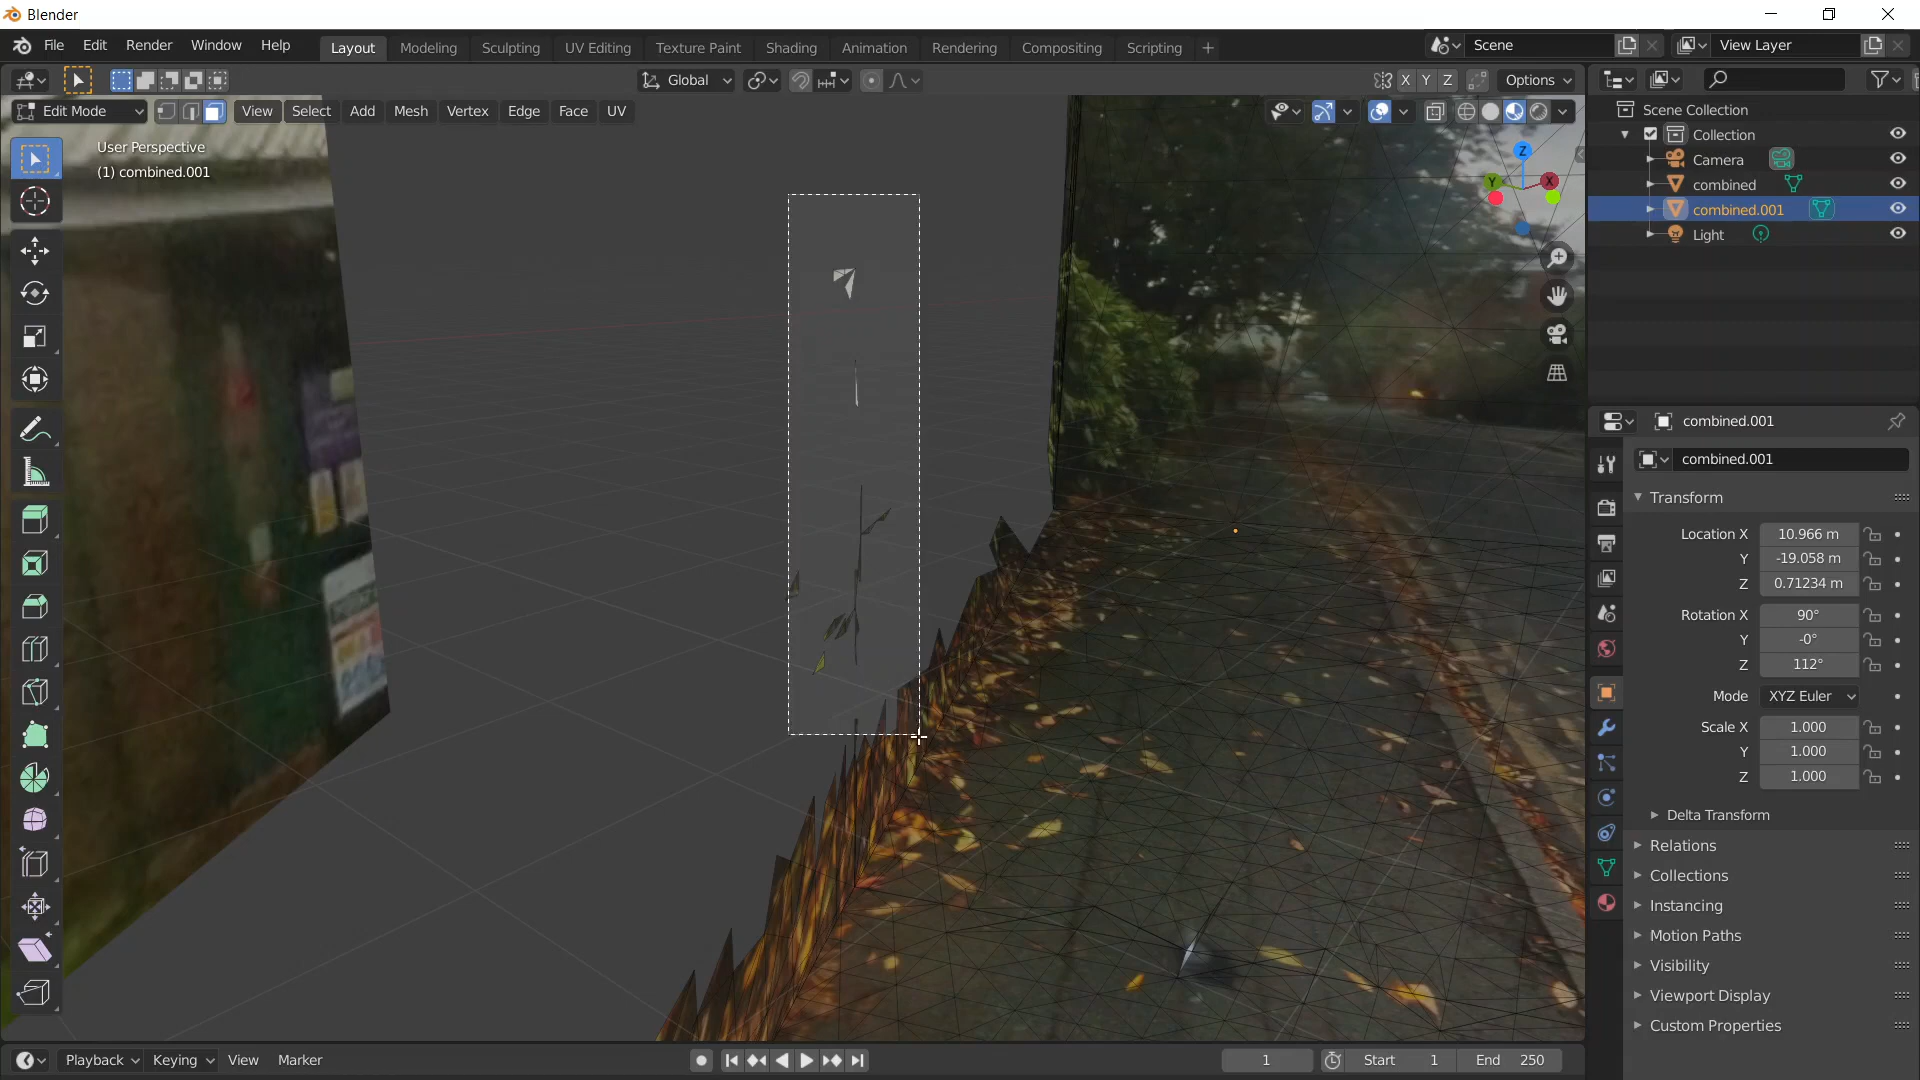 Blender
File Edit Render Window Help Layout Modeling Sculpting UV Editing Texture Paint Shading Animation Rendering Compositing Scripting + Scene View Layer
Global X Y Z Options
Edit Mode View Select Add Mesh Vertex Edge Face UV
User Perspective
(1) combined.001
Z
Y X
Scene Collection
Collection
Camera
combined
combined.001
Light
combined.001
combined.001
Transform
Location X 10.966 m
Y -19.058 m
Z 0.71234 m
Rotation X 90°
Y -0°
Z 112°
Mode XYZ Euler
Scale X 1.000
Y 1.000
Z 1.000
Delta Transform
Relations
Collections
Instancing
Motion Paths
Visibility
Viewport Display
Custom Properties
Playback Keying View Marker 1 Start 1 End 250